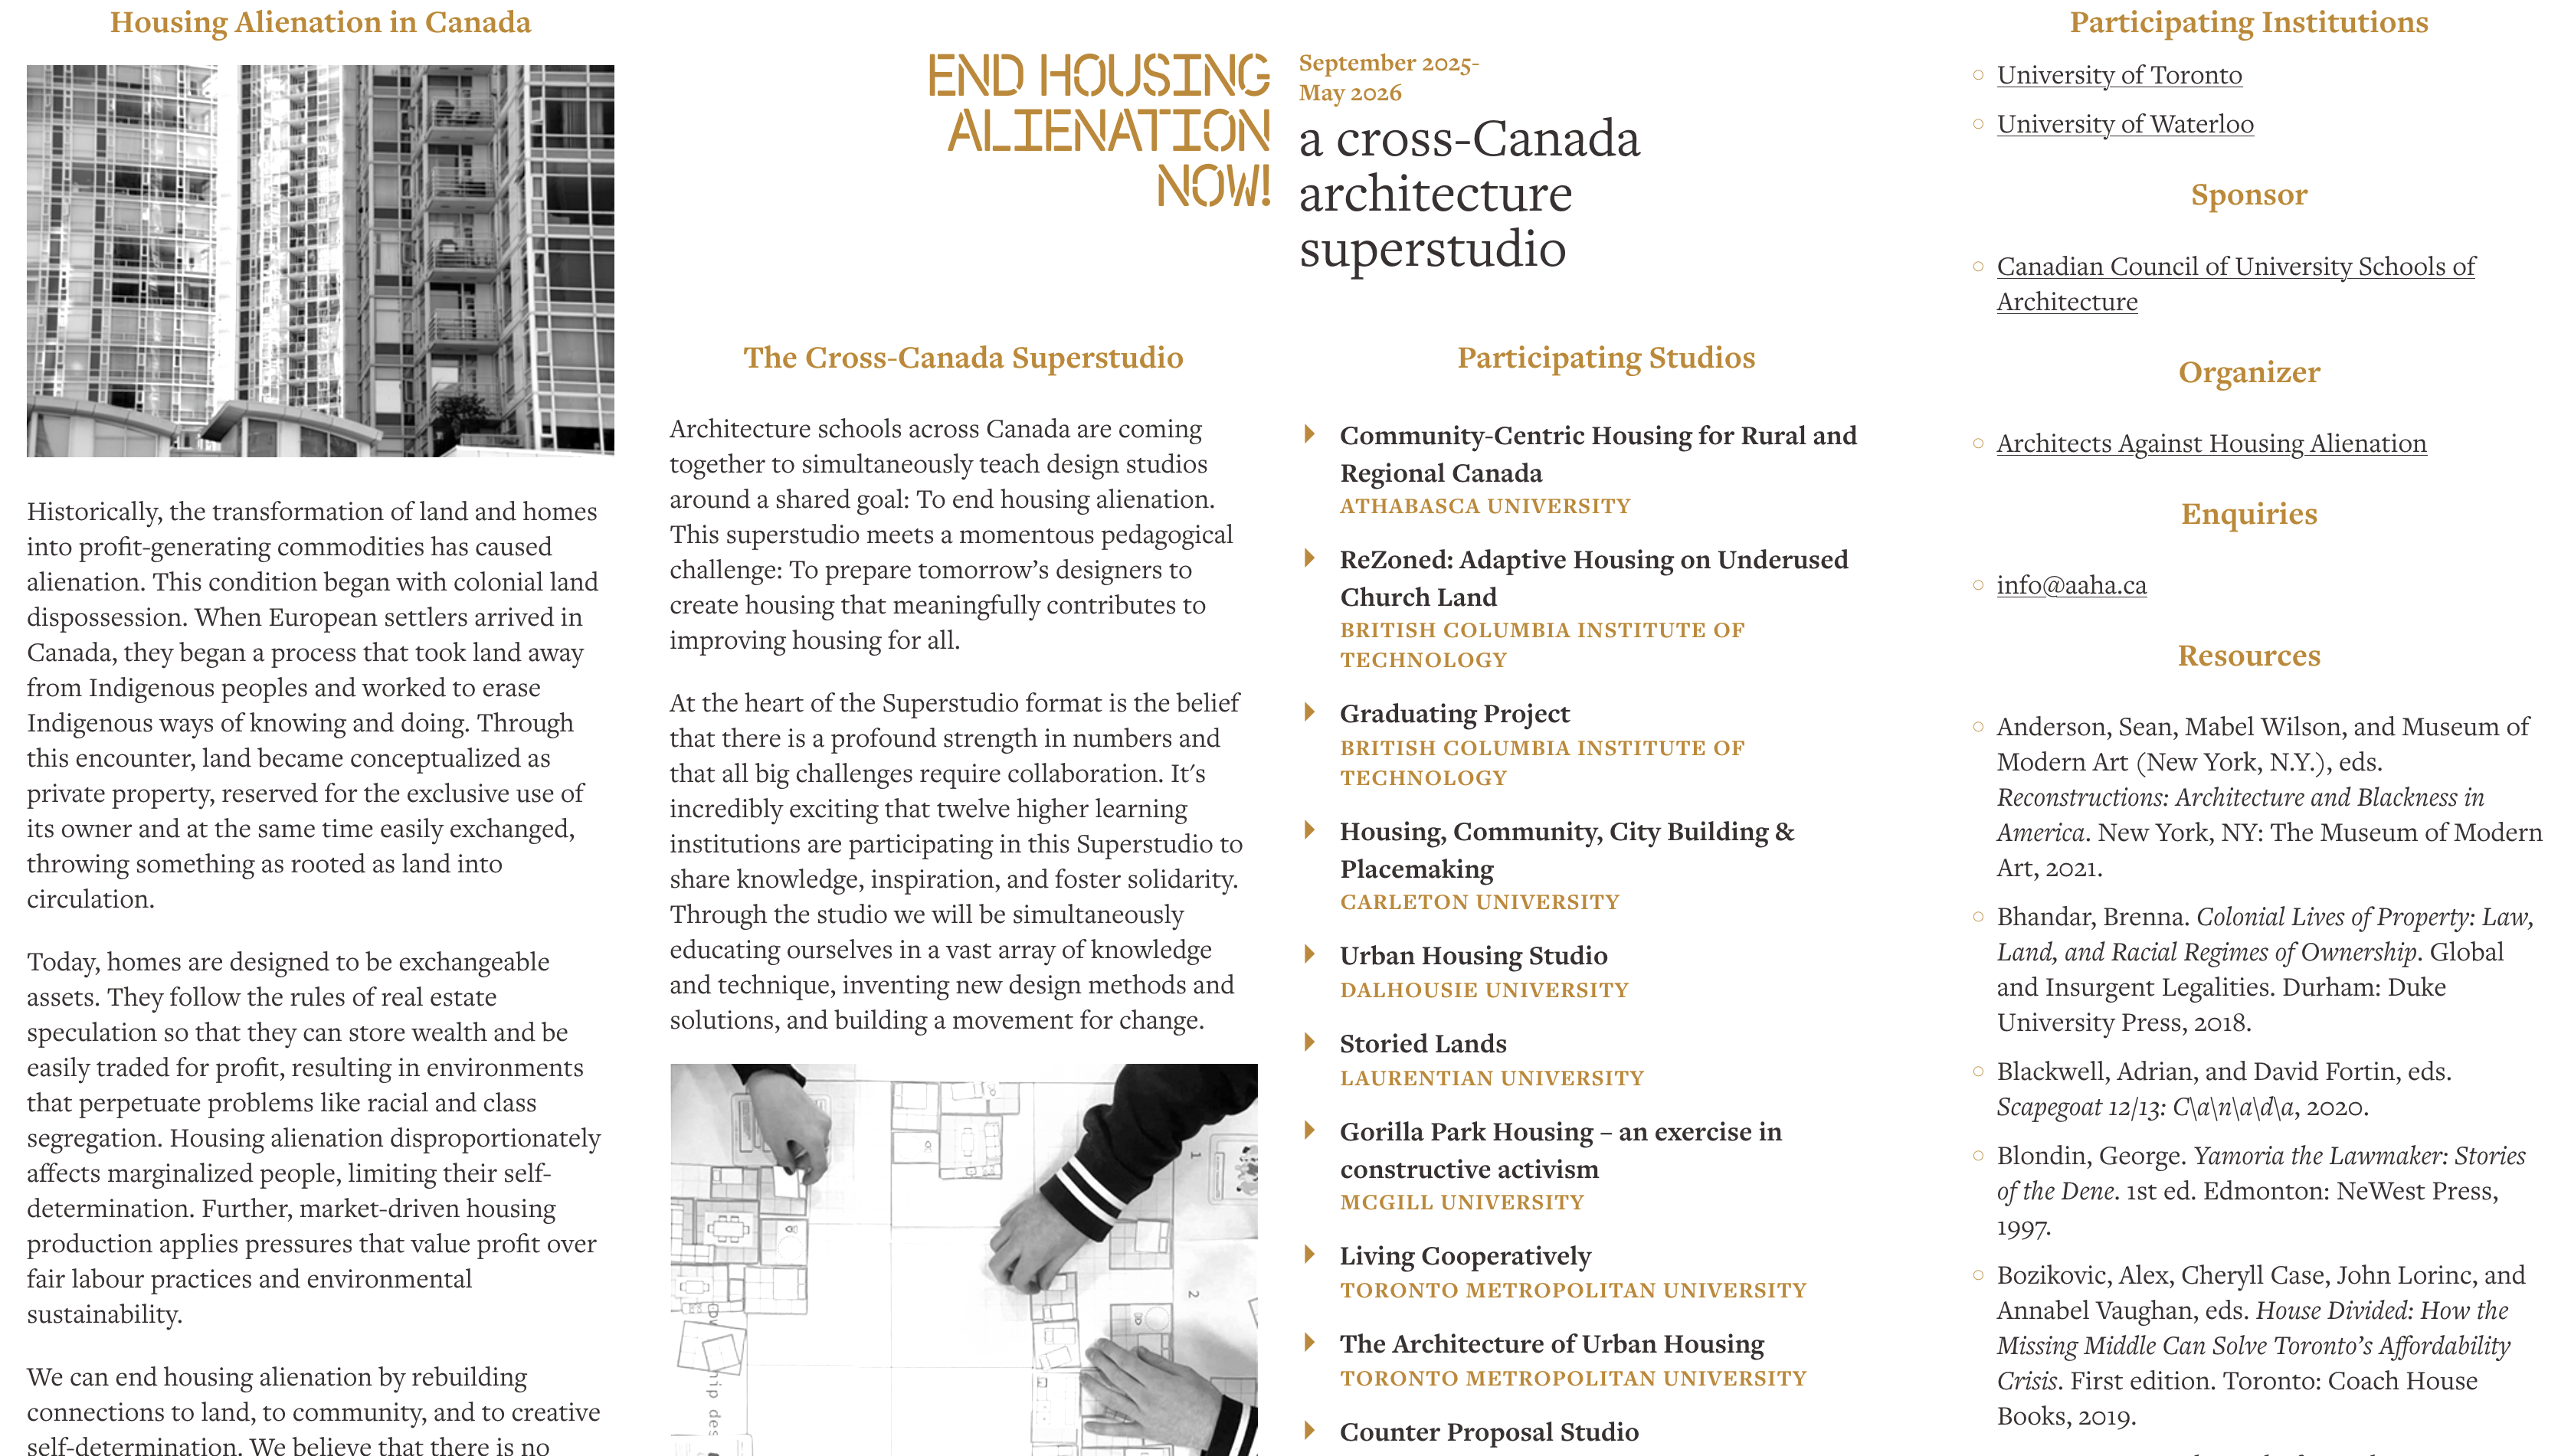 Housing Alienation in Canada
Historically, the transformation of land and homes
into profit-generating commodities has caused
alienation. This condition began with colonial land
dispossession. When European settlers arrived in
Canada, they began a process that took land away
from Indigenous peoples and worked to erase
Indigenous ways of knowing and doing. Through
this encounter, land became conceptualized as
private property, reserved for the exclusive use of
its owner and at the same time easily exchanged,
throwing something as rooted as land into
circulation.
Today, homes are designed to be exchangeable
assets. They follow the rules of real estate
speculation so that they can store wealth and be
easily traded for profit, resulting in environments
that perpetuate problems like racial and class
segregation. Housing alienation disproportionately
affects marginalized people, limiting their self-
determination. Further, market-driven housing
production applies pressures that value profit over
fair labour practices and environmental
sustainability.
We can end housing alienation by rebuilding
connections to land, to community, and to creative
self-determination. We believe that there is no
END HOUSING
ALIENATION
NOW!
September 2025-
May 2026
a cross-Canada
architecture
superstudio
The Cross-Canada Superstudio
Architecture schools across Canada are coming
together to simultaneously teach design studios
around a shared goal: To end housing alienation.
This superstudio meets a momentous pedagogical
challenge: To prepare tomorrow’s designers to
create housing that meaningfully contributes to
improving housing for all.
At the heart of the Superstudio format is the belief
that there is a profound strength in numbers and
that all big challenges require collaboration. It's
incredibly exciting that twelve higher learning
institutions are participating in this Superstudio to
share knowledge, inspiration, and foster solidarity.
Through the studio we will be simultaneously
educating ourselves in a vast array of knowledge
and technique, inventing new design methods and
solutions, and building a movement for change.
1
2
Participating Studios
Community-Centric Housing for Rural and
Regional Canada
ATHABASCA UNIVERSITY
ReZoned: Adaptive Housing on Underused
Church Land
BRITISH COLUMBIA INSTITUTE OF
TECHNOLOGY
Graduating Project
BRITISH COLUMBIA INSTITUTE OF
TECHNOLOGY
Housing, Community, City Building &
Placemaking
CARLETON UNIVERSITY
Urban Housing Studio
DALHOUSIE UNIVERSITY
Storied Lands
LAURENTIAN UNIVERSITY
Gorilla Park Housing – an exercise in
constructive activism
MCGILL UNIVERSITY
Living Cooperatively
TORONTO METROPOLITAN UNIVERSITY
The Architecture of Urban Housing
TORONTO METROPOLITAN UNIVERSITY
Counter Proposal Studio
Participating Institutions
University of Toronto
University of Waterloo
Sponsor
Canadian Council of University Schools of
Architecture
Organizer
Architects Against Housing Alienation
Enquiries
info@aaha.ca
Resources
Anderson, Sean, Mabel Wilson, and Museum of
Modern Art (New York, N.Y.), eds.
Reconstructions: Architecture and Blackness in
America. New York, NY: The Museum of Modern
Art, 2021.
Bhandar, Brenna. Colonial Lives of Property: Law,
Land, and Racial Regimes of Ownership. Global
and Insurgent Legalities. Durham: Duke
University Press, 2018.
Blackwell, Adrian, and David Fortin, eds.
Scapegoat 12/13: C\a\n\a\d\a, 2020.
Blondin, George. Yamoria the Lawmaker: Stories
of the Dene. 1st ed. Edmonton: NeWest Press,
1997.
Bozikovic, Alex, Cheryll Case, John Lorinc, and
Annabel Vaughan, eds. House Divided: How the
Missing Middle Can Solve Toronto’s Affordability
Crisis. First edition. Toronto: Coach House
Books, 2019.